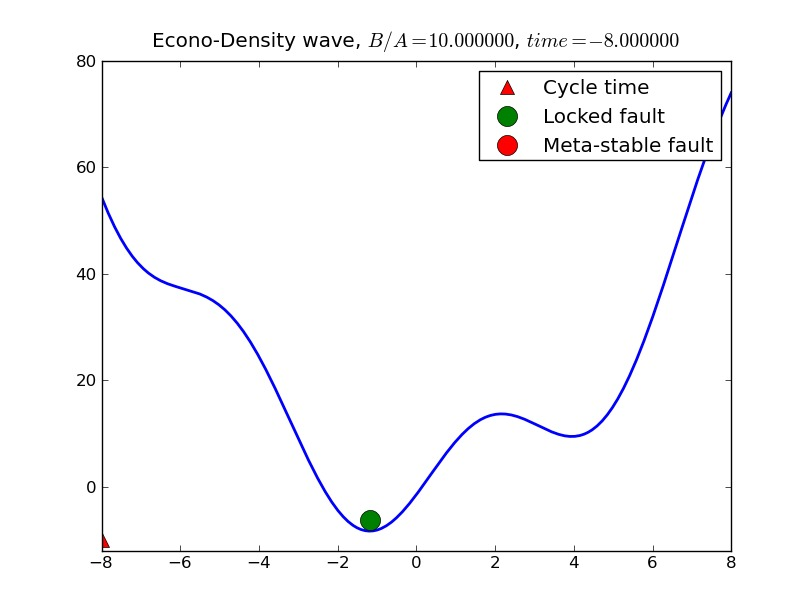 Econo-Density wave, B/A=10.000000, time=−8.000000
80
Cycle time
Locked fault
Meta-stable fault
60
40
20
0
−8 −6 −4 −2 0 2 4 6 8